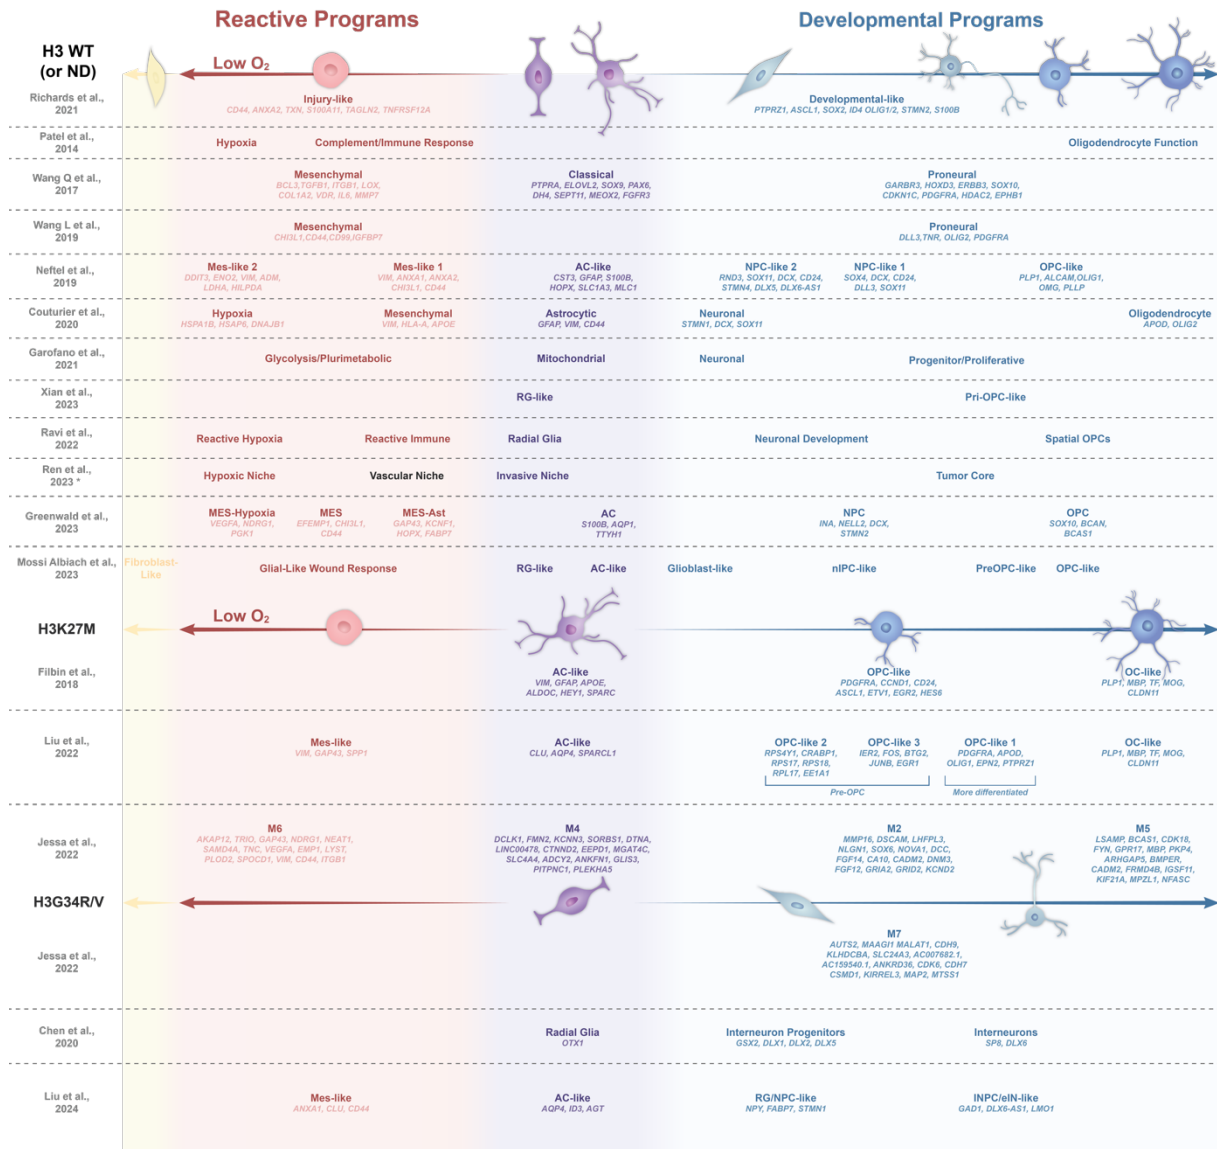 Reactive Programs
Developmental Programs
H3 WT
(or ND)
Low O2
Richards et al.,
2021
Injury-like
CD44, ANXA2, TXN, S100A11, TAGLN2, TNFRSF12A
Developmental-like
PTPRZ1, ASCL1, SOX2, ID4 OLIG1/2, STMN2, S100B
Patel et al.,
2014
Hypoxia
Complement/Immune Response
Oligodendrocyte Function
Wang Q et al.,
2017
Mesenchymal
BCL3,TGFB1, ITGB1, LOX,
COL1A2, VDR, IL6, MMP7
Classical
PTPRA, ELOVL2, SOX9, PAX6,
DH4, SEPT11, MEOX2, FGFR3
Proneural
GARBR3, HOXD3, ERBB3, SOX10,
CDKN1C, PDGFRA, HDAC2, EPHB1
Wang L et al.,
2019
Mesenchymal
CHI3L1,CD44,CD99,IGFBP7
Proneural
DLL3,TNR, OLIG2, PDGFRA
Neftel et al.,
2019
Mes-like 2
DDIT3, ENO2, VIM, ADM,
LDHA, HILPDA
Mes-like 1
VIM, ANXA1, ANXA2,
CHI3L1, CD44
AC-like
CST3, GFAP, S100B,
HOPX, SLC1A3, MLC1
NPC-like 2
RND3, SOX11, DCX, CD24,
STMN4, DLX5, DLX6-AS1
NPC-like 1
SOX4, DCX, CD24,
DLL3, SOX11
OPC-like
PLP1, ALCAM,OLIG1,
OMG, PLLP
Couturier et al.,
2020
Hypoxia
HSPA1B, HSAP6, DNAJB1
Mesenchymal
VIM, HLA-A, APOE
Astrocytic
GFAP, VIM, CD44
Neuronal
STMN1, DCX, SOX11
Oligodendrocyte
APOD, OLIG2
Garofano et al.,
2021
Glycolysis/Plurimetabolic
Mitochondrial
Neuronal
Progenitor/Proliferative
Xian et al.,
2023
RG-like
Pri-OPC-like
Ravi et al.,
2022
Reactive Hypoxia
Reactive Immune
Radial Glia
Neuronal Development
Spatial OPCs
Ren et al.,
2023 *
Hypoxic Niche
Vascular Niche
Invasive Niche
Tumor Core
Greenwald et al.,
2023
MES-Hypoxia
VEGFA, NDRG1,
PGK1
MES
EFEMP1, CHI3L1,
CD44
MES-Ast
GAP43, KCNF1,
HOPX, FABP7
AC
S100B, AQP1,
TTYH1
NPC
INA, NELL2, DCX,
STMN2
OPC
SOX10, BCAN,
BCAS1
Mossi Albiach et al.,
2023
Fibroblast-
Like
Glial-Like Wound Response
RG-like
AC-like
Glioblast-like
nIPC-like
PreOPC-like
OPC-like
H3K27M
Low O2
Filbin et al.,
2018
AC-like
VIM, GFAP, APOE,
ALDOC, HEY1, SPARC
OPC-like
PDGFRA, CCND1, CD24,
ASCL1, ETV1, EGR2, HES6
OC-like
PLP1, MBP, TF, MOG,
CLDN11
Liu et al.,
2022
Mes-like
VIM, GAP43, SPP1
AC-like
CLU, AQP4, SPARCL1
OPC-like 2
RPS4Y1, CRABP1,
RPS17, RPS18,
RPL17, EE1A1
OPC-like 3
IER2, FOS, BTG2,
JUNB, EGR1
OPC-like 1
PDGFRA, APOD,
OLIG1, EPN2, PTPRZ1
OC-like
PLP1, MBP, TF, MOG,
CLDN11
Pre-OPC
More differentiated
Jessa et al.,
2022
M6
AKAP12, TRIO, GAP43, NDRG1, NEAT1,
SAMD4A, TNC, VEGFA, EMP1, LYST,
PLOD2, SPOCD1, VIM, CD44, ITGB1
M4
DCLK1, FMN2, KCNN3, SORBS1, DTNA,
LINC00478, CTNND2, EEPD1, MGAT4C,
SLC4A4, ADCY2, ANKFN1, GLIS3,
PITPNC1, PLEKHA5
M2
MMP16, DSCAM, LHFPL3,
NLGN1, SOX6, NOVA1, DCC,
FGF14, CA10, CADM2, DNM3,
FGF12, GRIA2, GRID2, KCND2
M5
LSAMP, BCAS1, CDK18,
FYN, GPR17, MBP, PKP4,
ARHGAP5, BMPER,
CADM2, FRMD4B, IGSF11,
KIF21A, MPZL1, NFASC
H3G34R/V
Jessa et al.,
2022
M7
AUTS2, MAAGI1 MALAT1, CDH9,
KLHDCBA, SLC24A3, AC007682.1,
AC159540.1, ANKRD36, CDK6, CDH7
CSMD1, KIRREL3, MAP2, MTSS1
Chen et al.,
2020
Radial Glia
OTX1
Interneuron Progenitors
GSX2, DLX1, DLX2, DLX5
Interneurons
SP8, DLX6
Liu et al.,
2024
Mes-like
ANXA1, CLU, CD44
AC-like
AQP4, ID3, AGT
RG/NPC-like
NPY, FABP7, STMN1
INPC/eIN-like
GAD1, DLX6-AS1, LMO1